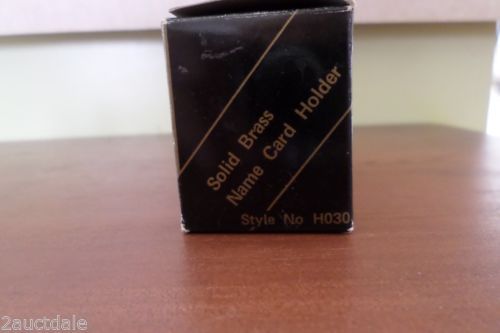 Solid Brass
Name Card Holder
Style No H030
2auctdale